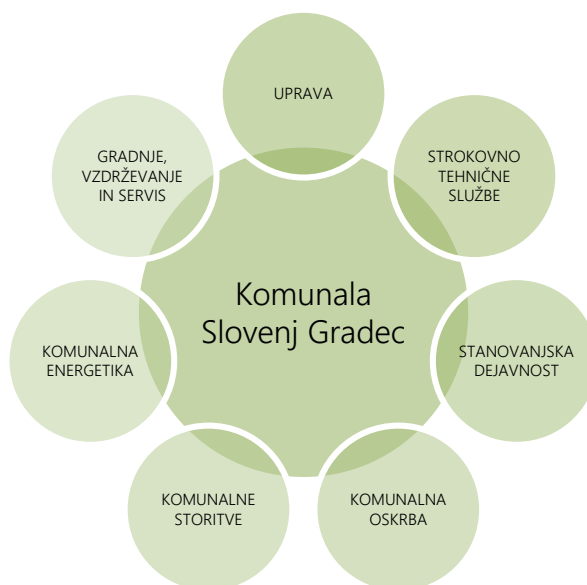 UPRAVA
STROKOVNO
TEHNIČNE
SLUŽBE
STANOVANJSKA
DEJAVNOST
KOMUNALNA
OSKRBA
KOMUNALNE
STORITVE
KOMUNALNA
ENERGETIKA
GRADNJE,
VZDRŽEVANJE
IN SERVIS
Komunala
Slovenj Gradec